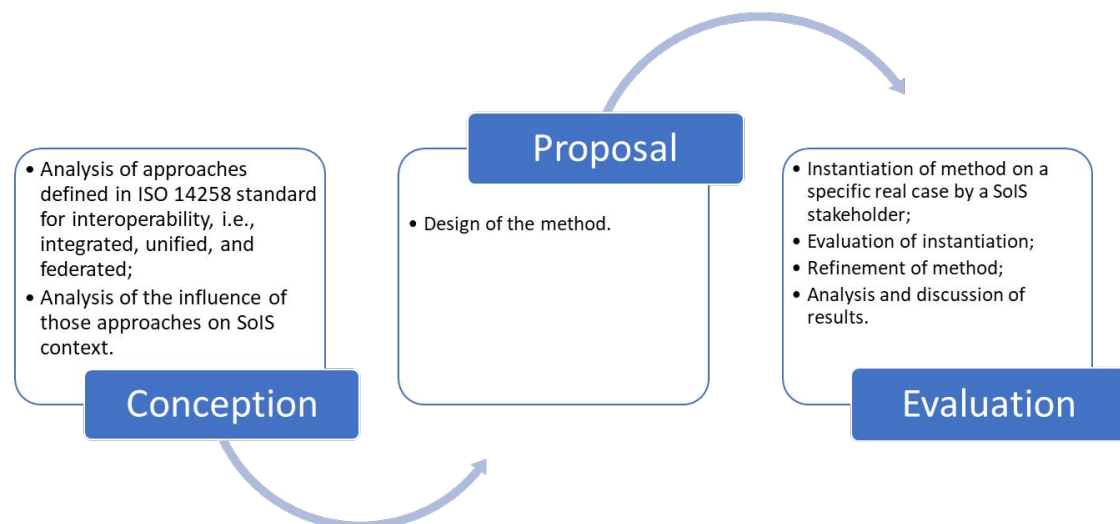 • Analysis of approaches
defined in ISO 14258 standard
for interoperability, i.e.,
integrated, unified, and
federated;
• Analysis of the influence of
those approaches on SoIS
context.
Conception
Proposal
• Design of the method.
• Instantiation of method on a
specific real case by a SoIS
stakeholder;
• Evaluation of instantiation;
• Refinement of method;
• Analysis and discussion of
results.
Evaluation